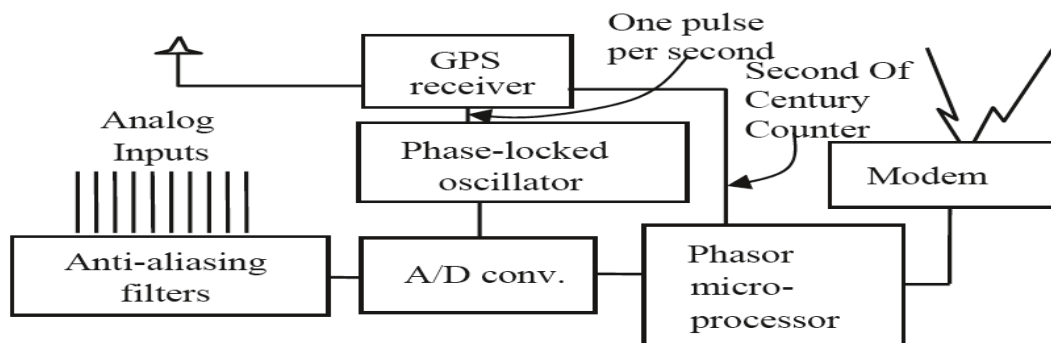 One pulse
per second
GPS
receiver
Second Of
Century
Counter
Analog
Inputs
Phase-locked
oscillator
Modem
Anti-aliasing
filters
A/D conv.
Phasor
micro-
processor